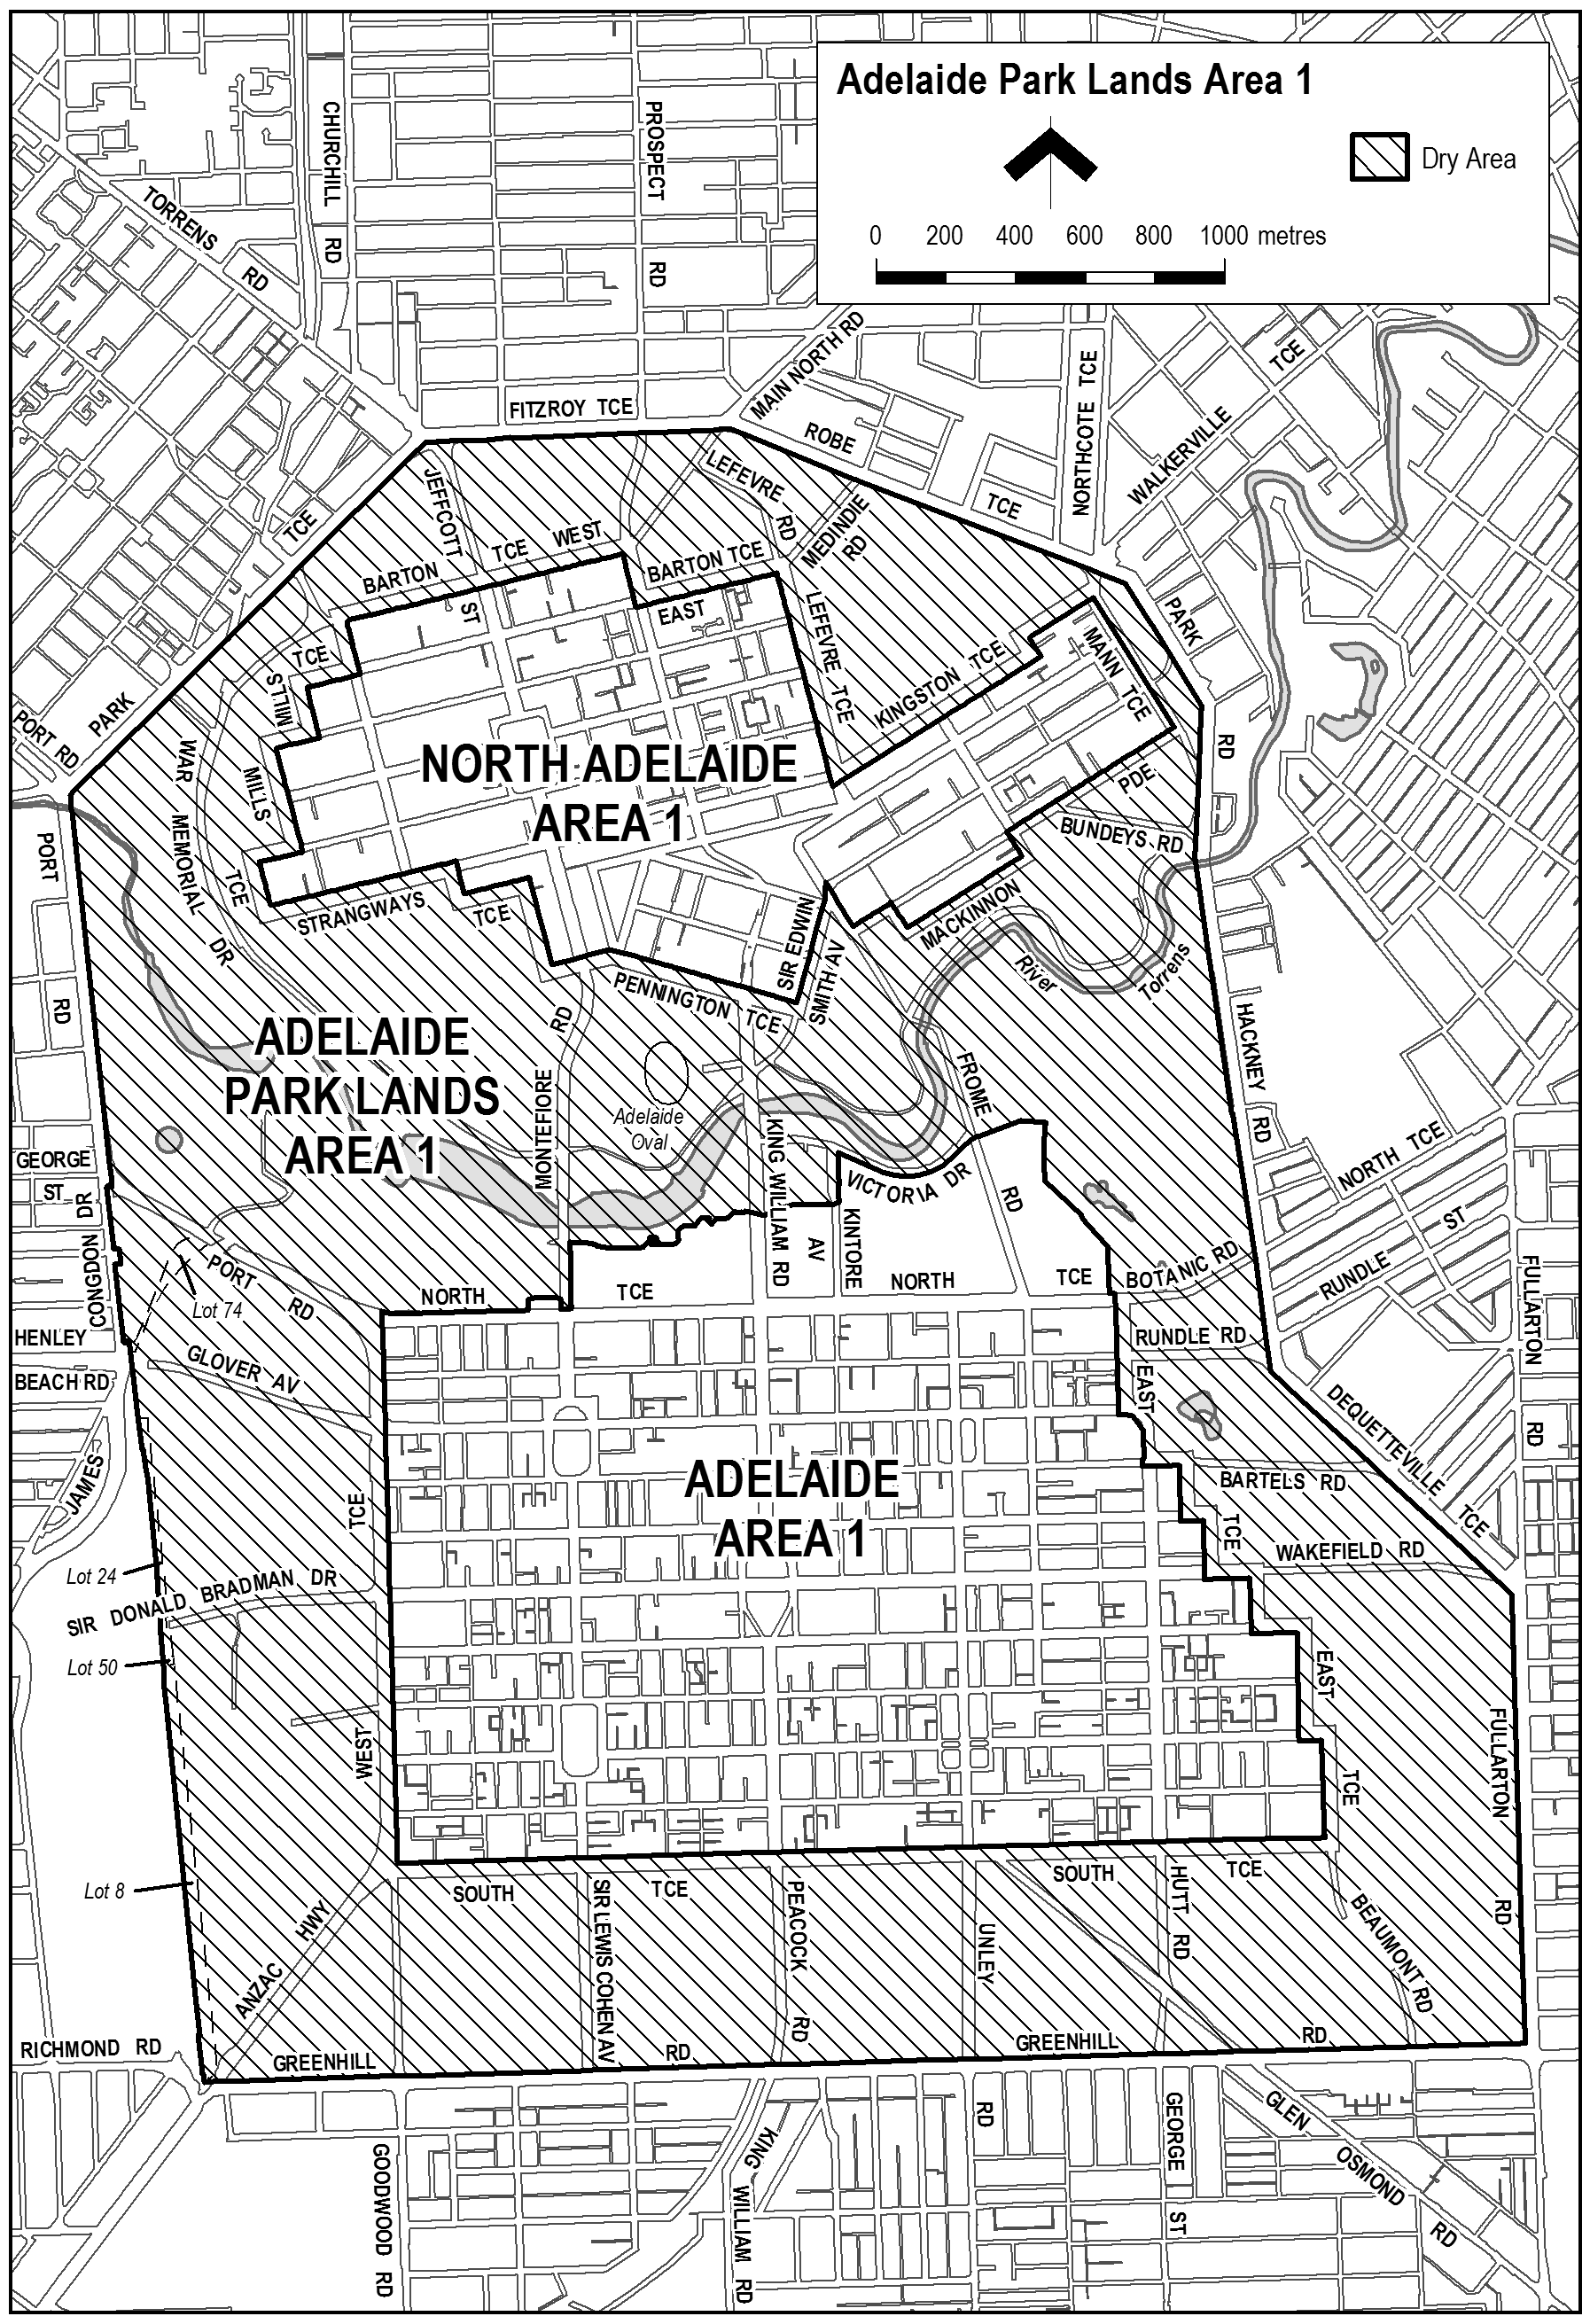 Adelaide Park Lands Area 1
Dry Area
0 200 400 600 800 1000 metres
CHURCHILL
RD
PROSPECT
RD
TORRENS
RD
MAIN NORTH RD
FITZROY TCE
ROBE
TCE
NORTHCOTE TCE
WALKERVILLE
TCE
JEFFCOTT
ST
LEFEVRE
RD
MEDINDIE
RD
TCE
PARK
BARTON
TCE WEST
BARTON TCE
EAST
LEFEVRE TCE
KINGSTON TCE
MANN TCE
PARK
RD
TCE
MILLS
MILLS
TCE
PORT RD
WAR
MEMORIAL
DR
NORTH ADELAIDE
AREA 1
PDE
BUNDEYS RD
MACKINNON
STRANGWAYS
TCE
SIR EDWIN
SMITH AV
PENNINGTON
TCE
River
Torrens
PORT
RD
HACKNEY
RD
ADELAIDE
PARK LANDS
AREA 1
MONTEFIORE
RD
Adelaide
Oval
FROME
RD
KING WILLIAM RD
VICTORIA DR
KINTORE
AV
GEORGE
ST
DR
CONGDON
NORTH TCE
RUNDLE
ST
PORT
RD
Lot 74
NORTH
TCE
NORTH
TCE
BOTANIC RD
HENLEY
BEACH RD
GLOVER AV
RUNDLE RD
EAST
FULLARTON
RD
JAMES
DEQUETTEVILLE
TCE
ADELAIDE
AREA 1
BARTELS RD
TCE
WAKEFIELD RD
TCE
WEST
Lot 24
SIR DONALD BRADMAN DR
Lot 50
EAST
TCE
FULLARTON
RD
Lot 8
SOUTH
TCE
SOUTH
TCE
ANZAC
HWY
SIR LEWIS COHEN AV
PEACOCK
RD
UNLEY
HUTT RD
BEAUMONT RD
RICHMOND RD
GREENHILL
RD
GREENHILL
RD
GOODWOOD
RD
KING
WILLIAM
RD
RD
GEORGE
ST
GLEN
OSMOND
RD